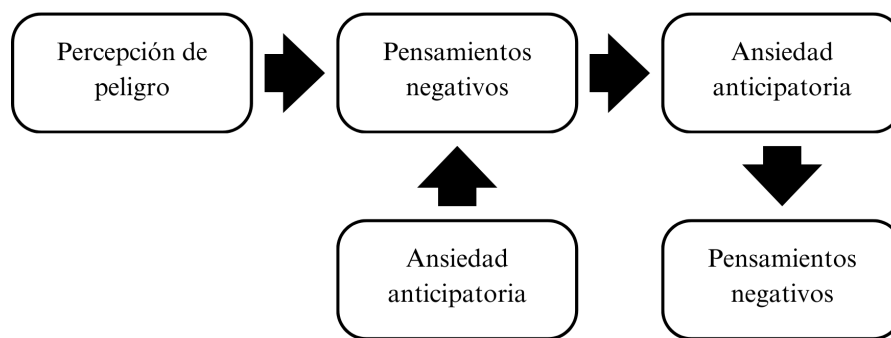 Percepción de
peligro
Pensamientos
negativos
Ansiedad
anticipatoria
Ansiedad
anticipatoria
Pensamientos
negativos